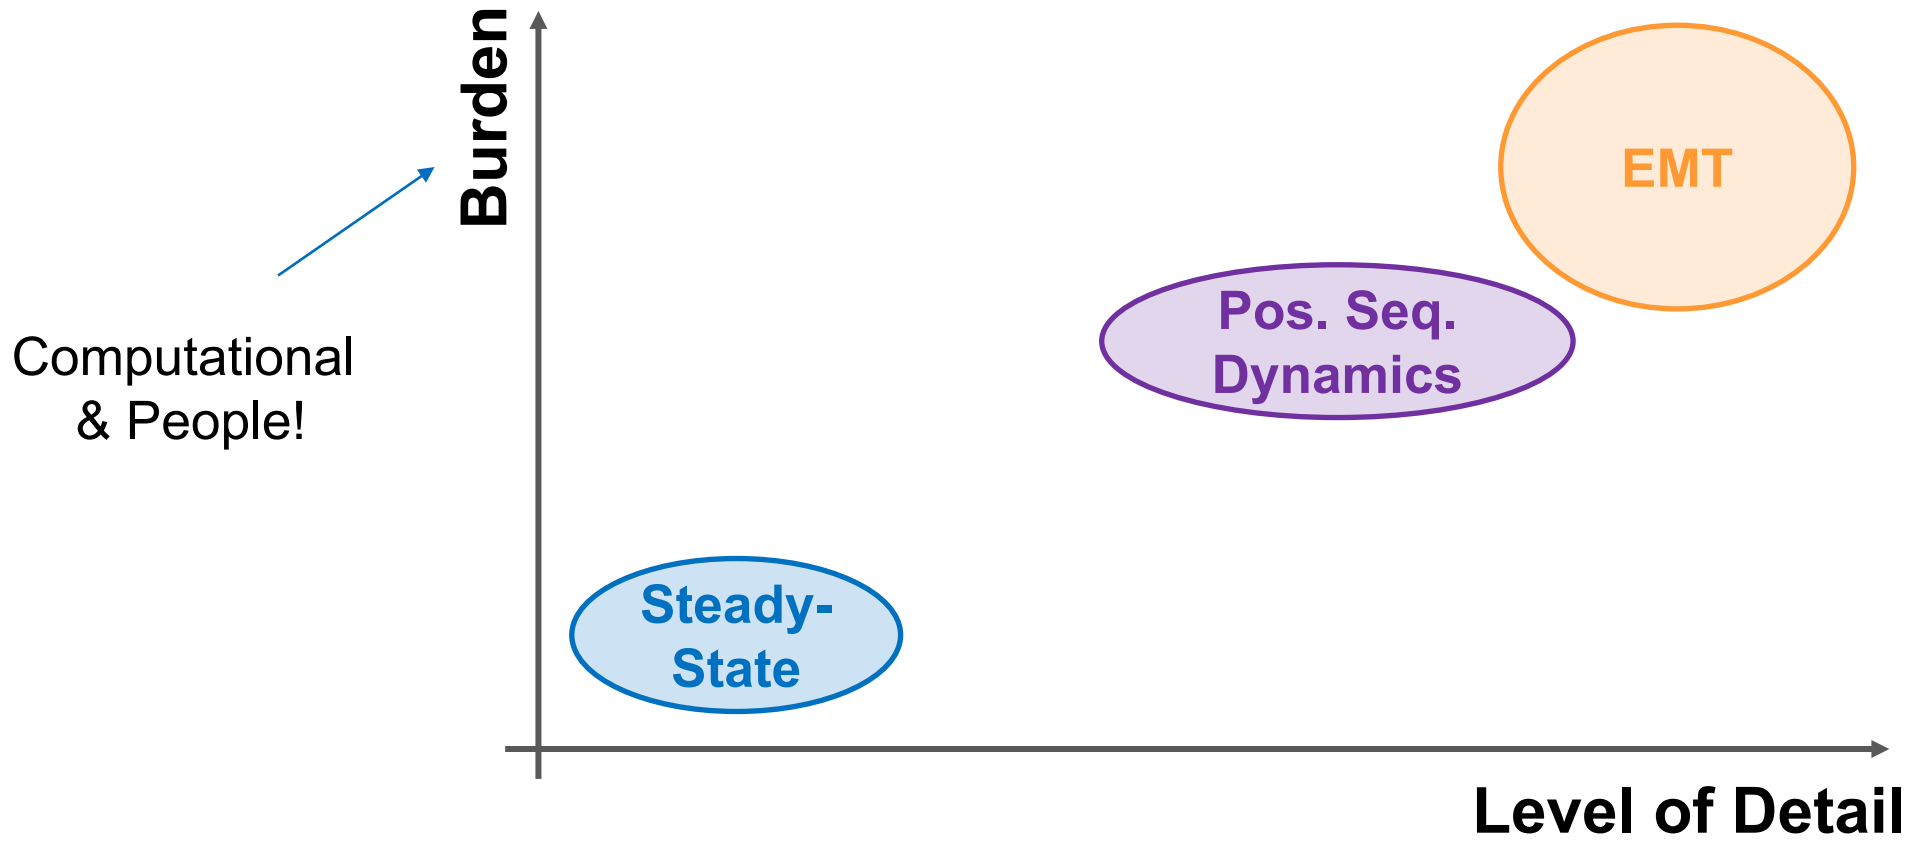 Burden
EMT
Pos. Seq.
Dynamics
Computational
& People!
Steady-
State
Level of Detail